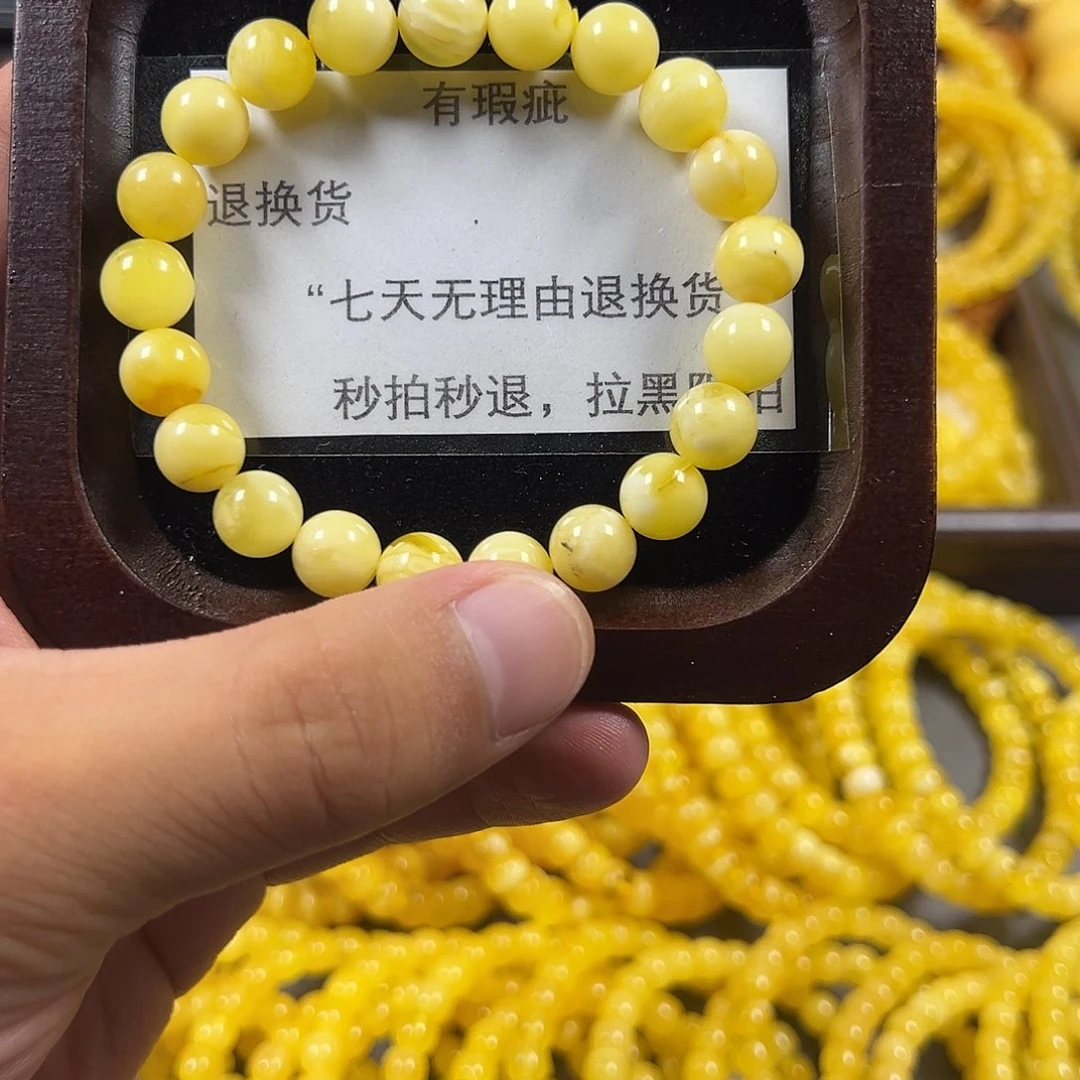 有瑕疵
退换货
“七天无理由退换货
秒拍秒退，拉黑